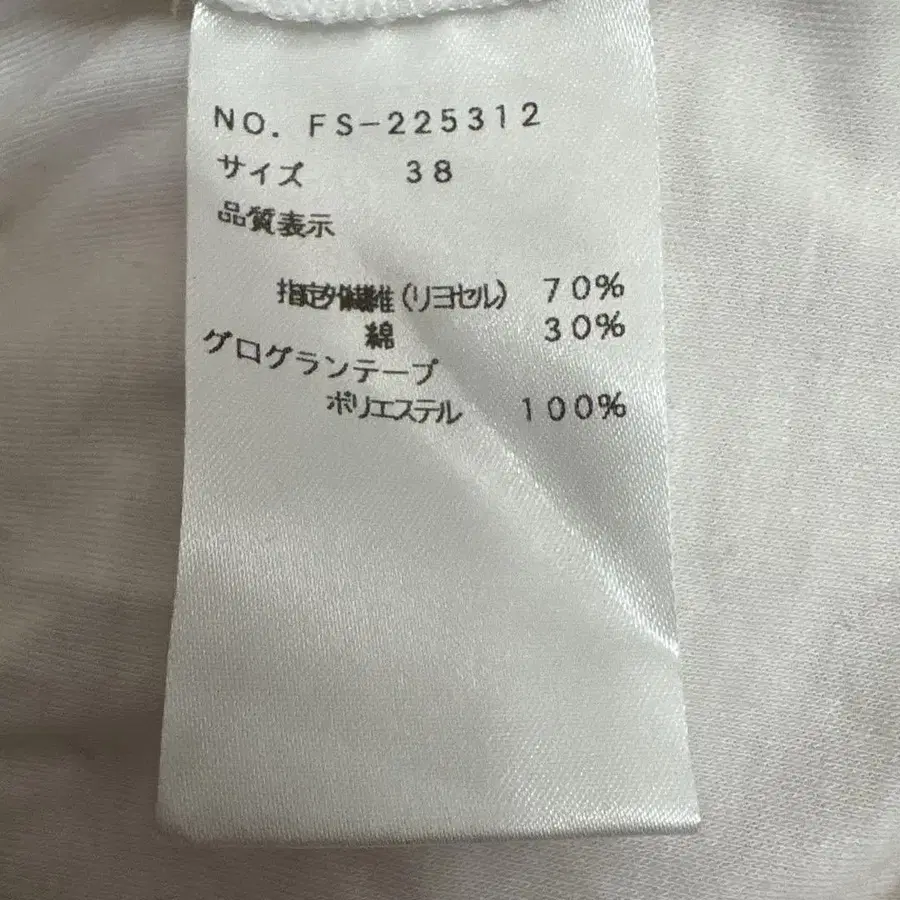 NO. FS-225312
サイズ 38
品質表示
指定外繊維(リヨセル) 70%
綿 30%
グログランテープ
ポリエステル 100%